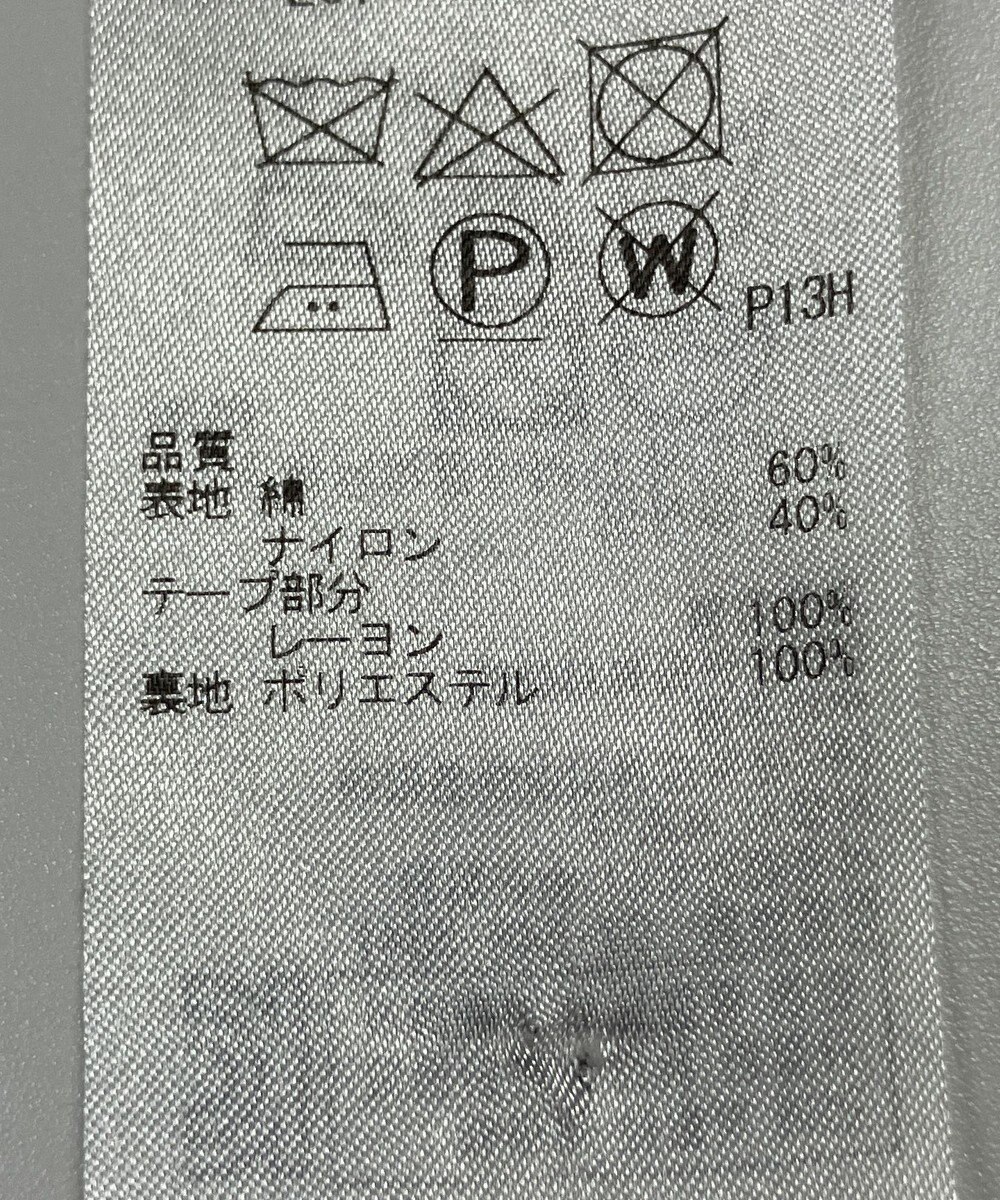 P
W
P13H
品質
表地 綿 60%
ナイロン 40%
テープ部分
レーヨン 100%
裏地 ポリエステル 100%